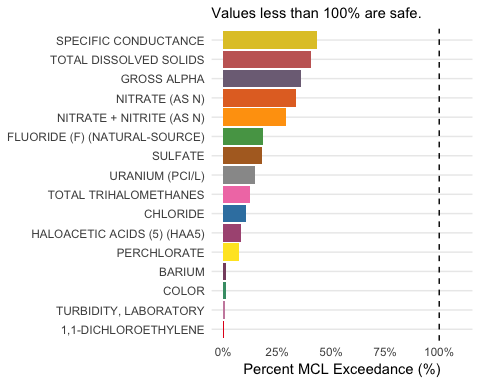 Values less than 100% are safe.
SPECIFIC CONDUCTANCE
TOTAL DISSOLVED SOLIDS
GROSS ALPHA
NITRATE (AS N)
NITRATE + NITRITE (AS N)
FLUORIDE (F) (NATURAL-SOURCE)
SULFATE
URANIUM (PCI/L)
TOTAL TRIHALOMETHANES
CHLORIDE
HALOACETIC ACIDS (5) (HAA5)
PERCHLORATE
BARIUM
COLOR
TURBIDITY, LABORATORY
1,1-DICHLOROETHYLENE
0% 25% 50% 75% 100%
Percent MCL Exceedance (%)